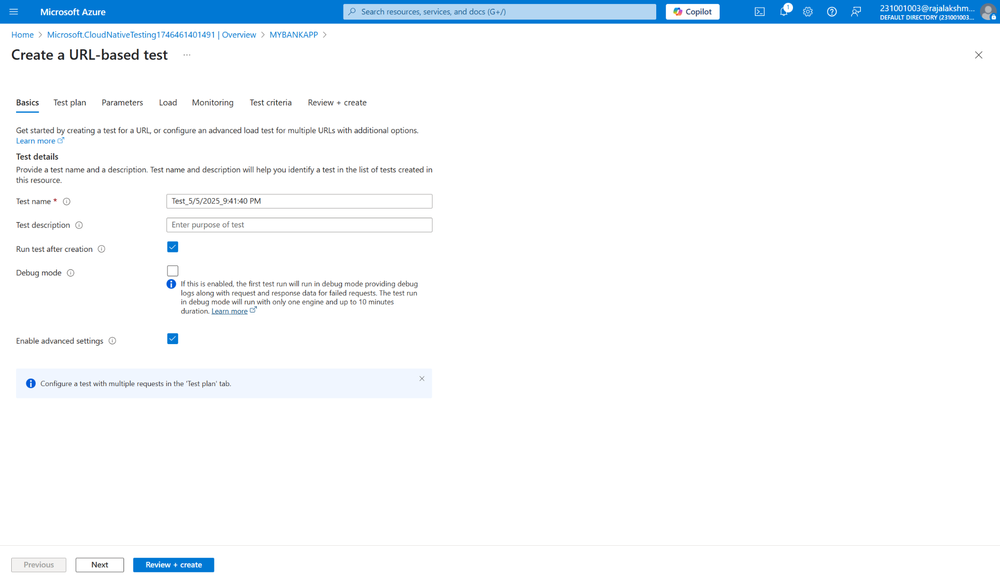 Microsoft Azure
Search resources, services, and docs (G+/)
Copilot
1
231001003@rajalakshm...
DEFAULT DIRECTORY (231001003...
Home > Microsoft.CloudNativeTesting1746461401491 | Overview > MYBANKAPP >
Create a URL-based test ...
Basics Test plan Parameters Load Monitoring Test criteria Review + create
Get started by creating a test for a URL, or configure an advanced load test for multiple URLs with additional options.
Learn more
Test details
Provide a test name and a description. Test name and description will help you identify a test in the list of tests created in
this resource.
Test name *
Test_5/5/2025_9:41:40 PM
Test description
Enter purpose of test
Run test after creation
Debug mode
If this is enabled, the first test run will run in debug mode providing debug
logs along with request and response data for failed requests. The test run
in debug mode will run with only one engine and up to 10 minutes
duration. Learn more
Enable advanced settings
Configure a test with multiple requests in the 'Test plan' tab.
Previous
Next
Review + create